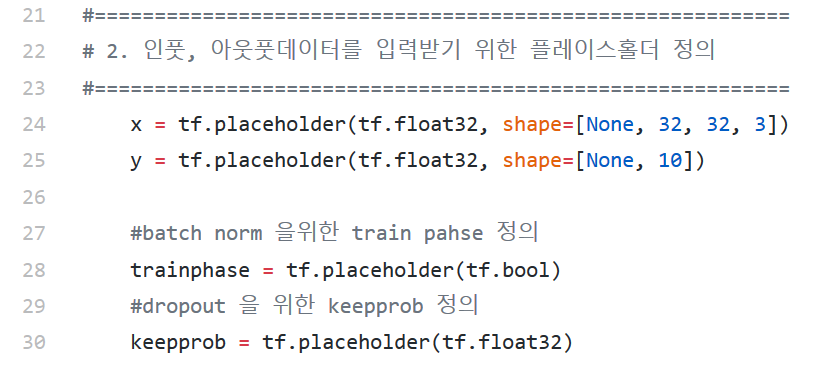 21 #==========================================================
22 # 2. 인풋, 아웃풋데이터를 입력받기 위한 플레이스홀더 정의
23 #==========================================================
24     x = tf.placeholder(tf.float32, shape=[None, 32, 32, 3])
25     y = tf.placeholder(tf.float32, shape=[None, 10])
26
27     #batch norm 을위한 train pahse 정의
28     trainphase = tf.placeholder(tf.bool)
29     #dropout 을 위한 keepprob 정의
30     keepprob = tf.placeholder(tf.float32)